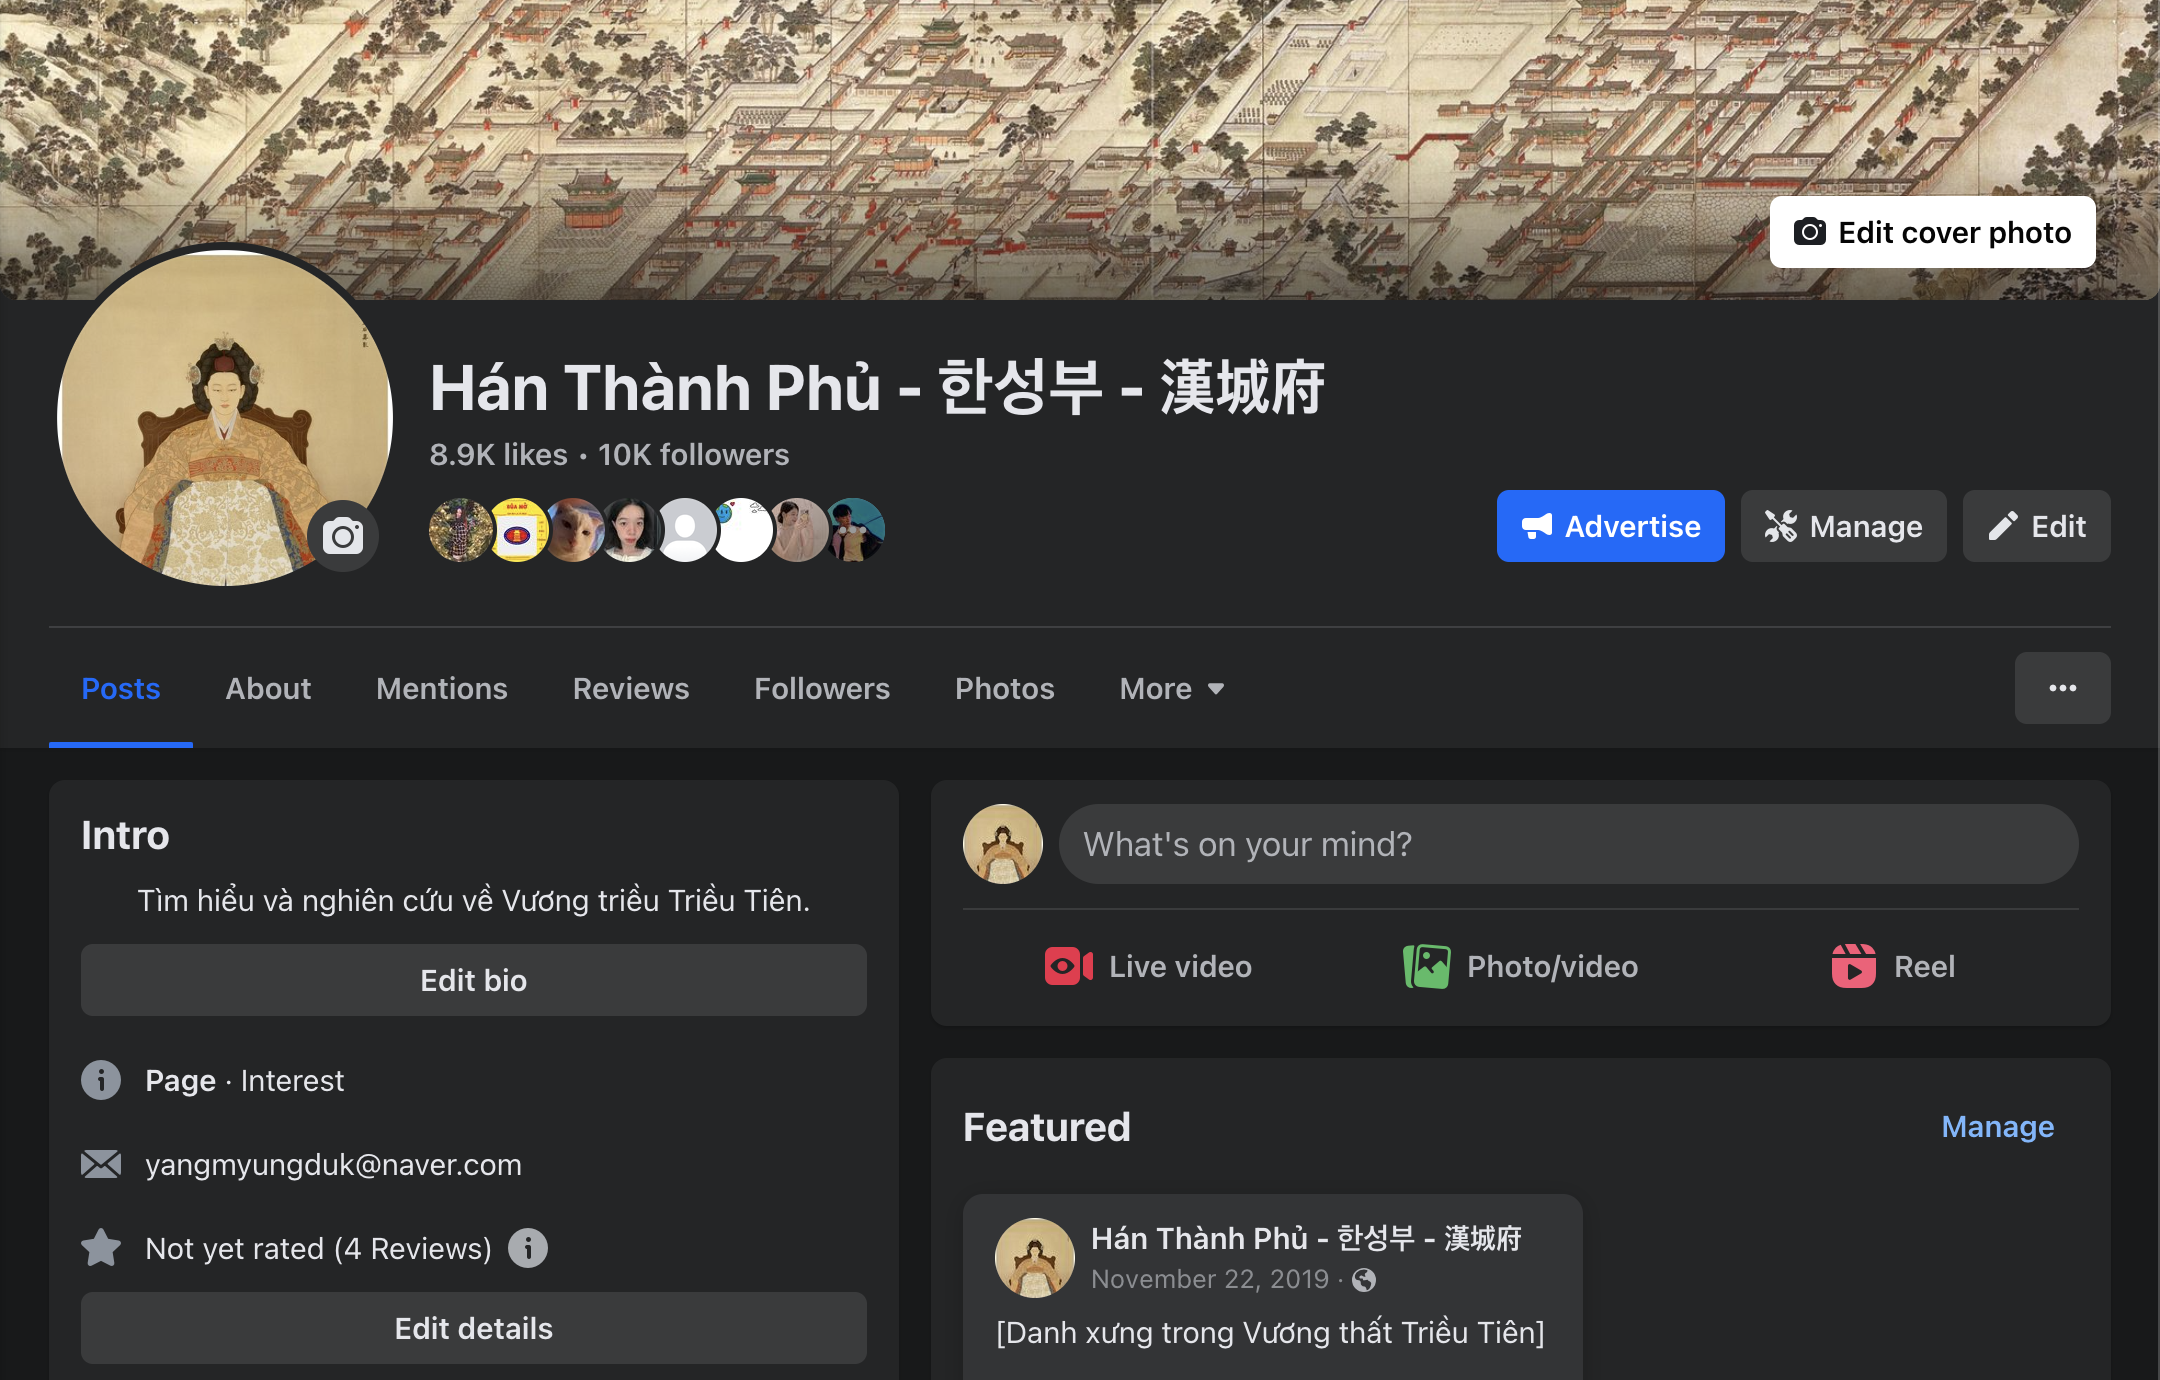 Edit cover photo
Hán Thành Phủ - 한성부 - 漢城府
8.9K likes • 10K followers
Advertise
Manage
Edit
Posts
About
Mentions
Reviews
Followers
Photos
More
Intro
Tìm hiểu và nghiên cứu về Vương triều Triều Tiên.
Edit bio
Page · Interest
yangmyungduk@naver.com
Not yet rated (4 Reviews)
Edit details
What's on your mind?
Live video
Photo/video
Reel
Featured
Manage
Hán Thành Phủ - 한성부 - 漢城府
November 22, 2019 ·
[Danh xưng trong Vương thất Triều Tiên]